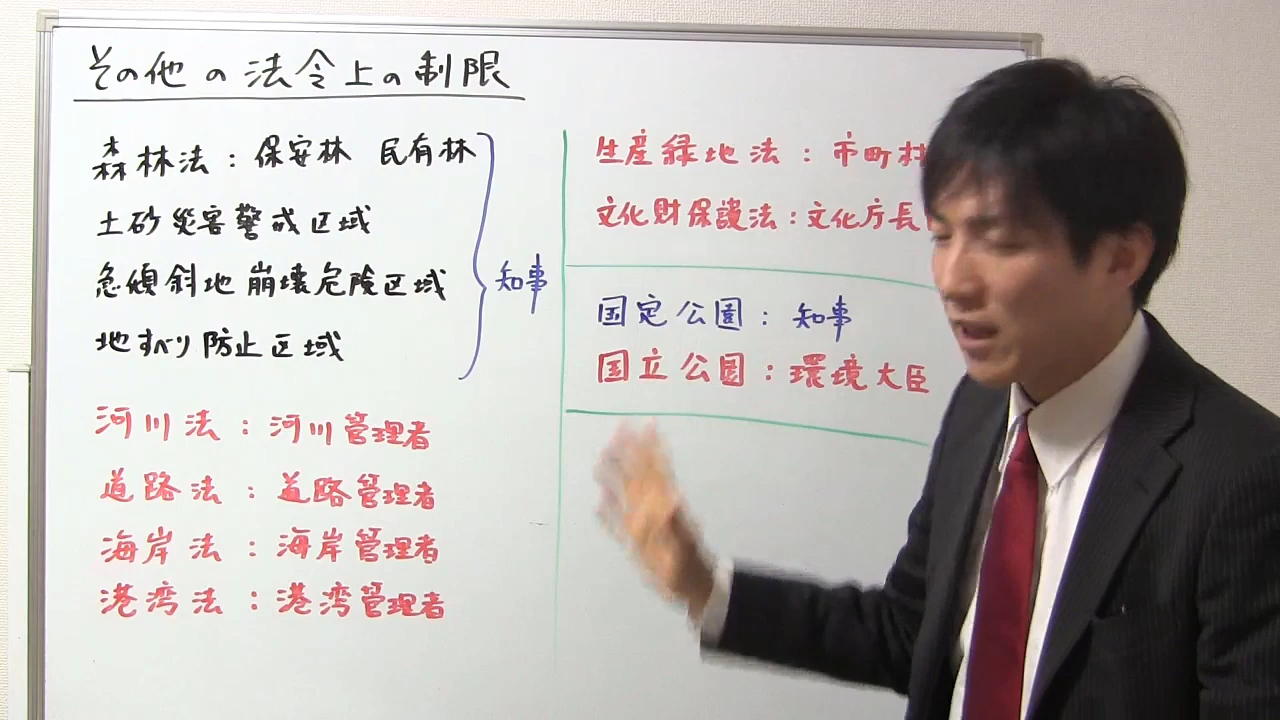 その他の法令上の制限
森林法：保安林 民有林
土砂災害警戒区域
急傾斜地崩壊危険区域
地すべり防止区域
知事
河川法：河川管理者
道路法：道路管理者
海岸法：海岸管理者
港湾法：港湾管理者
生産緑地法：市町村
文化財保護法：文化庁長
国定公園：知事
国立公園：環境大臣